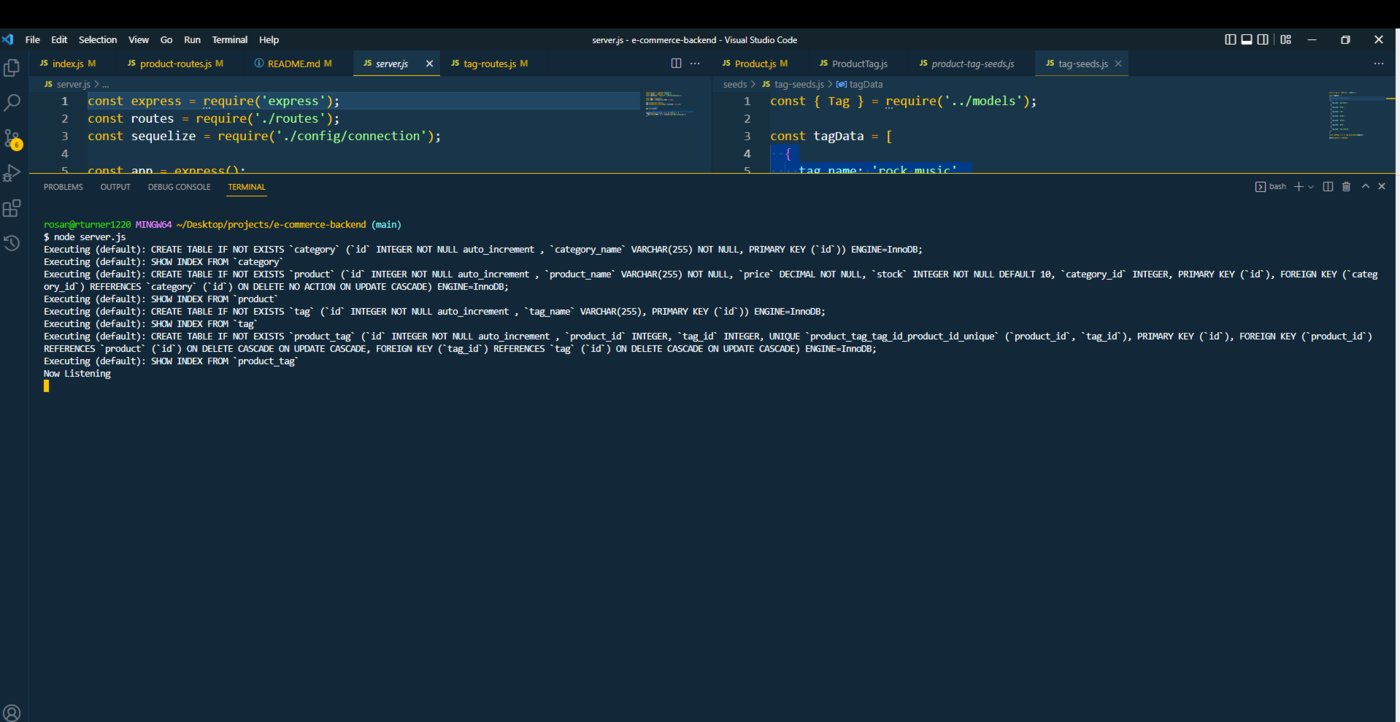 File Edit Selection View Go Run Terminal Help
server.js - e-commerce-backend - Visual Studio Code
JS index.js M
JS product-routes.js M
README.md M
JS server.js
JS tag-routes.js M
JS Product.js M
JS ProductTag.js
JS product-tag-seeds.js
JS tag-seeds.js
JS server.js > ...
1 const express = require('express');
2 const routes = require('./routes');
3 const sequelize = require('./config/connection');
4
5 const app = express();
seeds > JS tag-seeds.js > tagData
1 const { Tag } = require('../models');
2
3 const tagData = [
4 {
5 tag_name: 'rock music'
6
PROBLEMS OUTPUT DEBUG CONSOLE TERMINAL
bash
rosan@rturner1220 MINGW64 ~/Desktop/projects/e-commerce-backend (main)
$ node server.js
Executing (default): CREATE TABLE IF NOT EXISTS `category` (`id` INTEGER NOT NULL auto_increment , `category_name` VARCHAR(255) NOT NULL, PRIMARY KEY (`id`)) ENGINE=InnoDB;
Executing (default): SHOW INDEX FROM `category`
Executing (default): CREATE TABLE IF NOT EXISTS `product` (`id` INTEGER NOT NULL auto_increment , `product_name` VARCHAR(255) NOT NULL, `price` DECIMAL NOT NULL, `stock` INTEGER NOT NULL DEFAULT 10, `category_id` INTEGER, PRIMARY KEY (`id`), FOREIGN KEY (`categ
ory_id`) REFERENCES `category` (`id`) ON DELETE NO ACTION ON UPDATE CASCADE) ENGINE=InnoDB;
Executing (default): SHOW INDEX FROM `product`
Executing (default): CREATE TABLE IF NOT EXISTS `tag` (`id` INTEGER NOT NULL auto_increment , `tag_name` VARCHAR(255), PRIMARY KEY (`id`)) ENGINE=InnoDB;
Executing (default): SHOW INDEX FROM `tag`
Executing (default): CREATE TABLE IF NOT EXISTS `product_tag` (`id` INTEGER NOT NULL auto_increment , `product_id` INTEGER, `tag_id` INTEGER, UNIQUE `product_tag_tag_id_product_id_unique` (`product_id`, `tag_id`), PRIMARY KEY (`id`), FOREIGN KEY (`product_id`)
REFERENCES `product` (`id`) ON DELETE CASCADE ON UPDATE CASCADE, FOREIGN KEY (`tag_id`) REFERENCES `tag` (`id`) ON DELETE CASCADE ON UPDATE CASCADE) ENGINE=InnoDB;
Executing (default): SHOW INDEX FROM `product_tag`
Now Listening